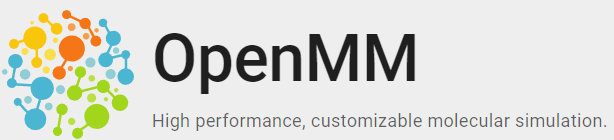 OpenMM
High performance, customizable molecular simulation.